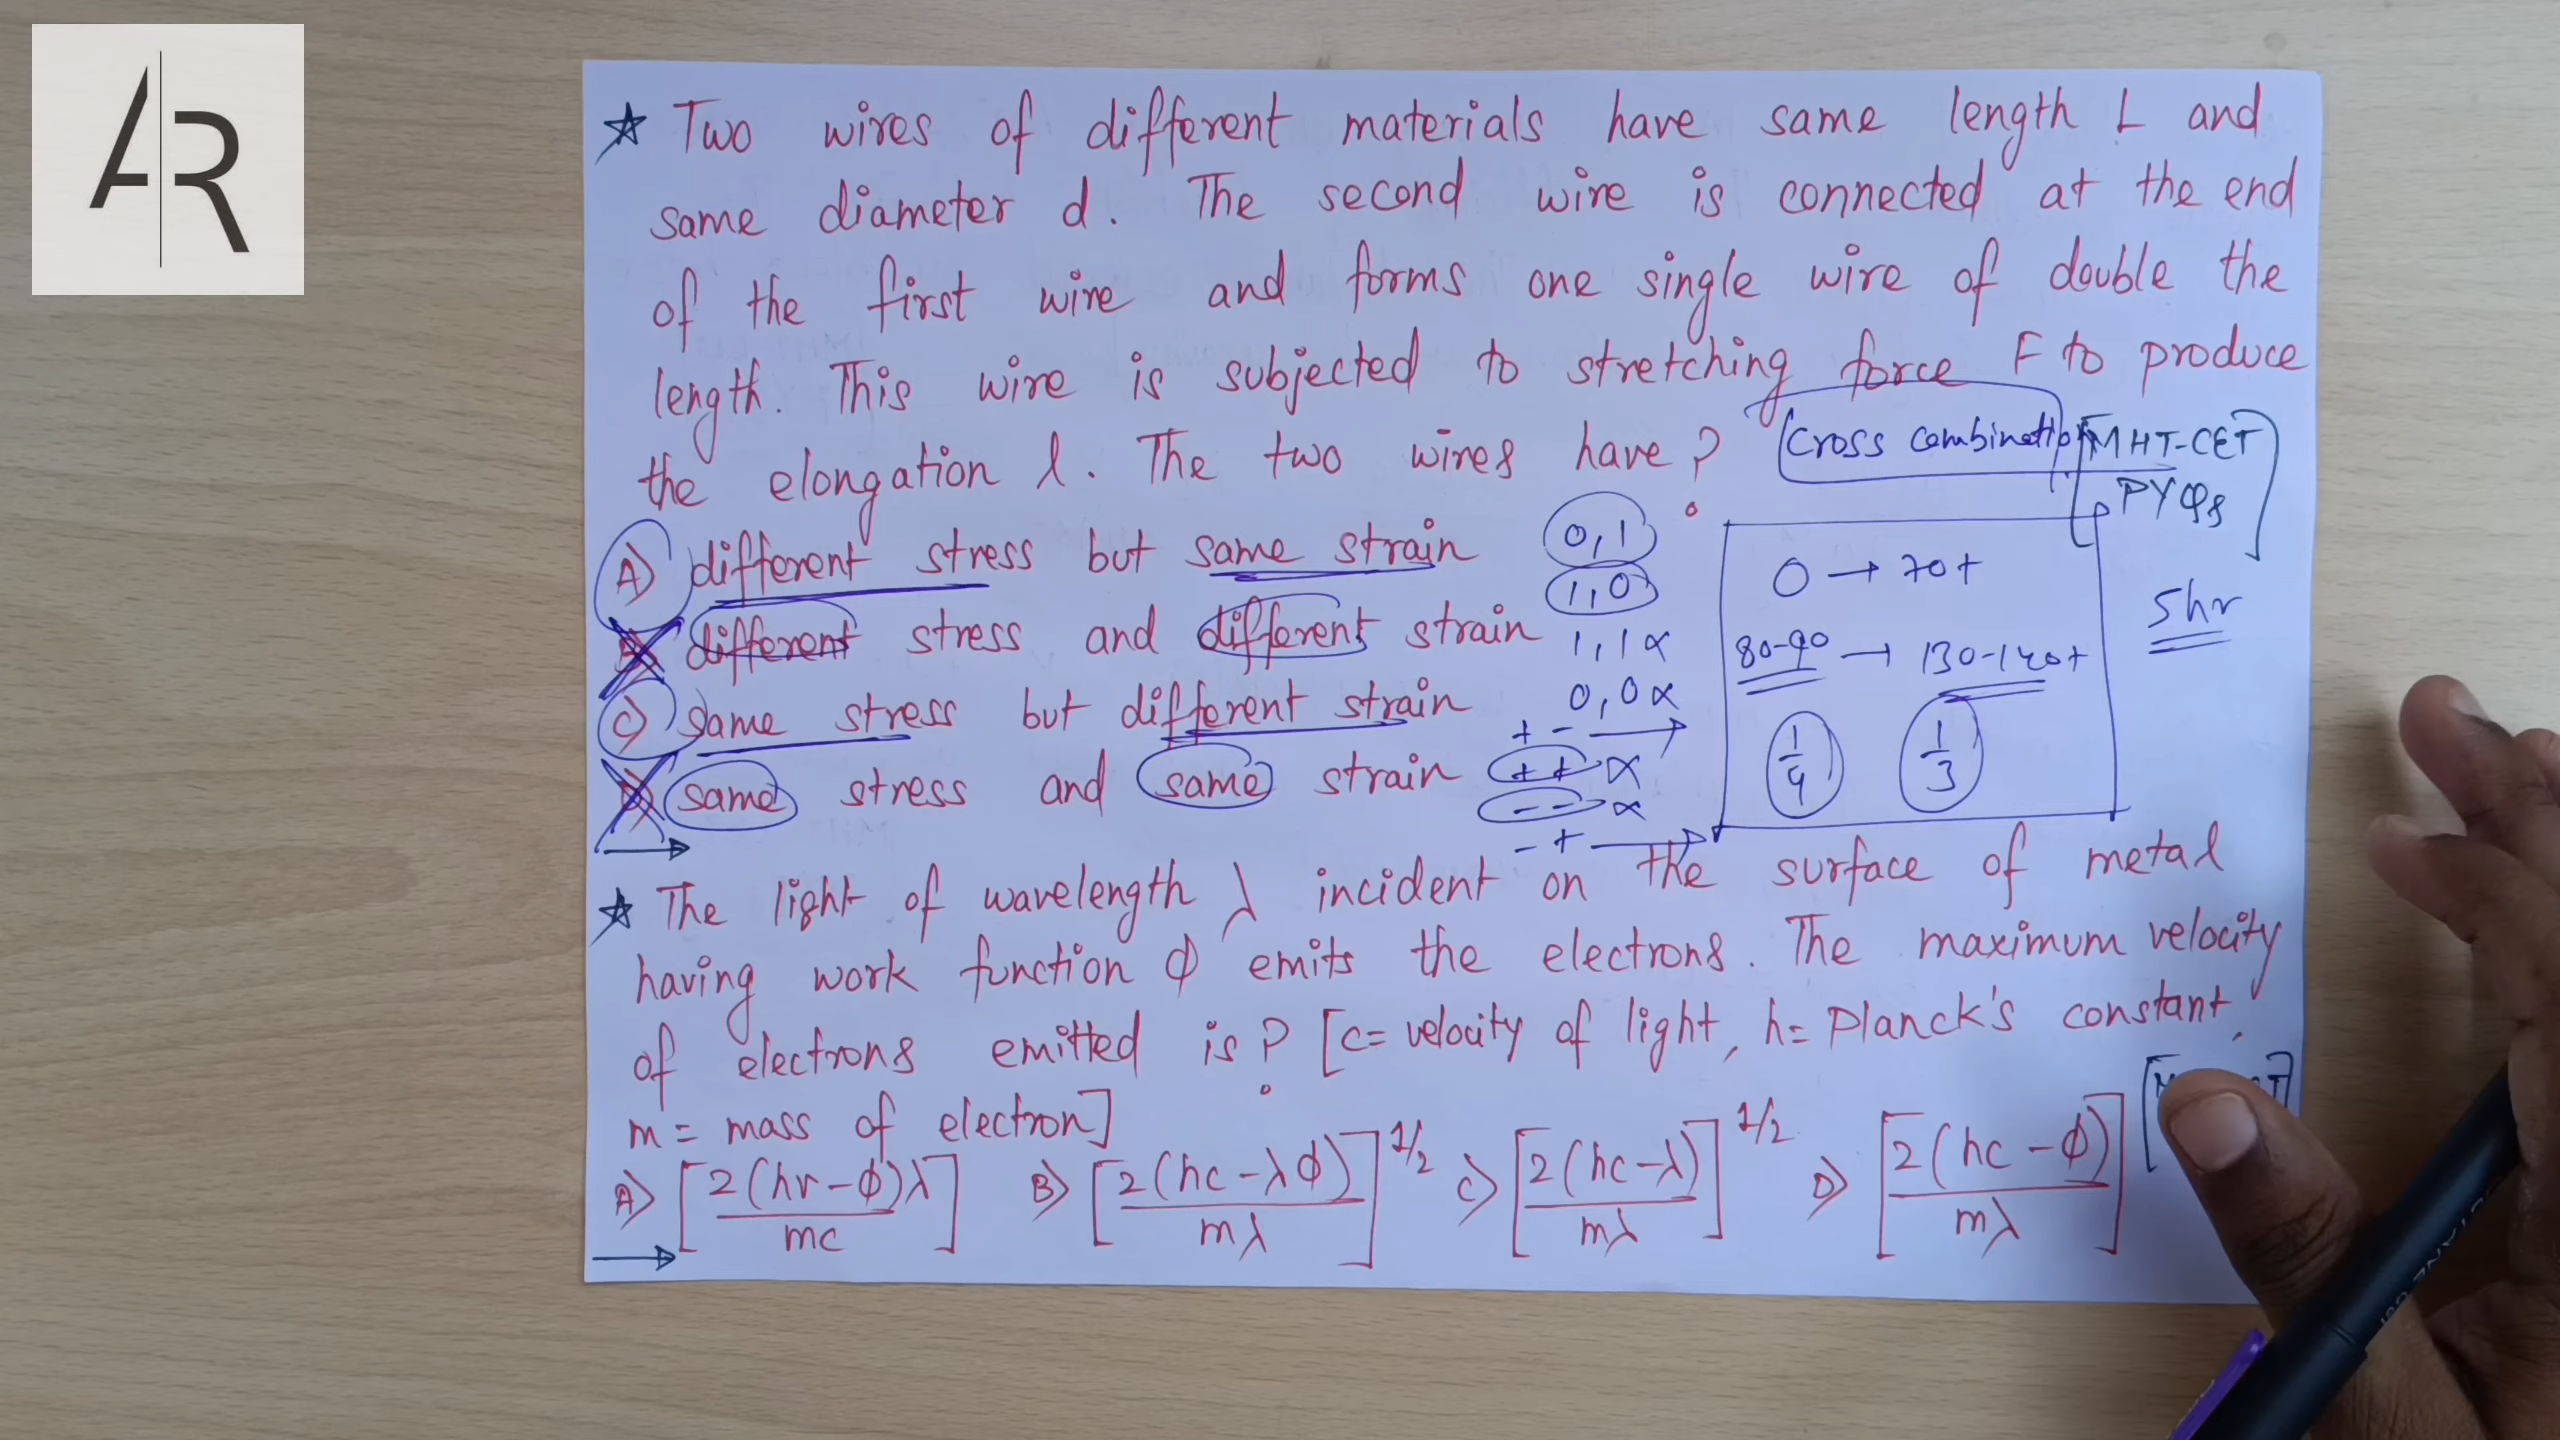 AR
★ Two wires of different materials have same length L and
same diameter d. The second wire is connected at the end
of the first wire and forms one single wire of double the
length. This wire is subjected to stretching force F to produce
the elongation l. The two wires have?
Cross combination
[MHT-CET
PYQs]
A) different stress but same strain
different stress and different strain
C) same stress but different strain
same stress and same strain
0, 1
1, 0
1, 1 ×
0, 0 ×
+ - →
+ + ×
- - ×
- + →
0 → 70+
80-90 → 130-140+
1/4 1/3
5hr
★ The light of wavelength λ incident on the surface of metal
having work function ϕ emits the electrons. The maximum velocity
of electrons emitted is? [c= velocity of light, h= Planck's constant,
m = mass of electron]
A) [2(hν-ϕ)λ/mc] B) [2(hc-λϕ)/mλ]^1/2 C) [2(hc-λ)/mλ]^1/2 D) [2(hc-ϕ)/mλ]